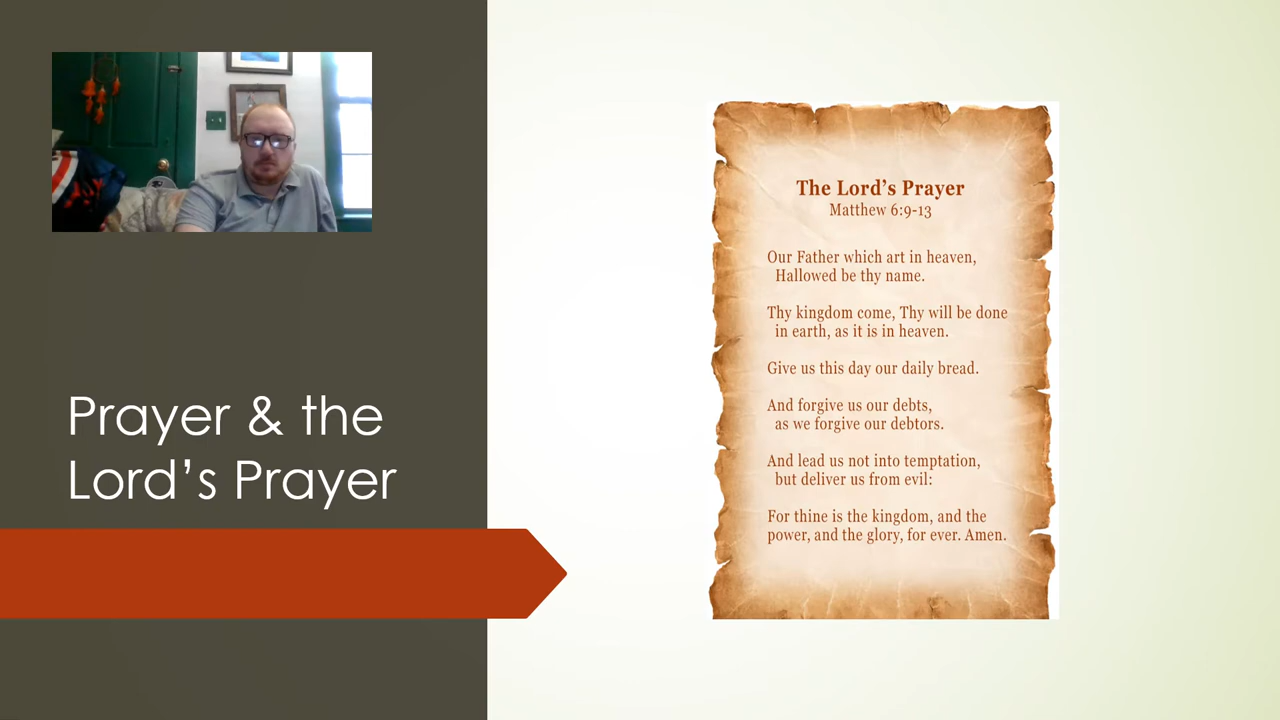 Prayer & the
Lord's Prayer
The Lord's Prayer
Matthew 6:9-13
Our Father which art in heaven,
Hallowed be thy name.
Thy kingdom come, Thy will be done
in earth, as it is in heaven.
Give us this day our daily bread.
And forgive us our debts,
as we forgive our debtors.
And lead us not into temptation,
but deliver us from evil:
For thine is the kingdom, and the
power, and the glory, for ever. Amen.